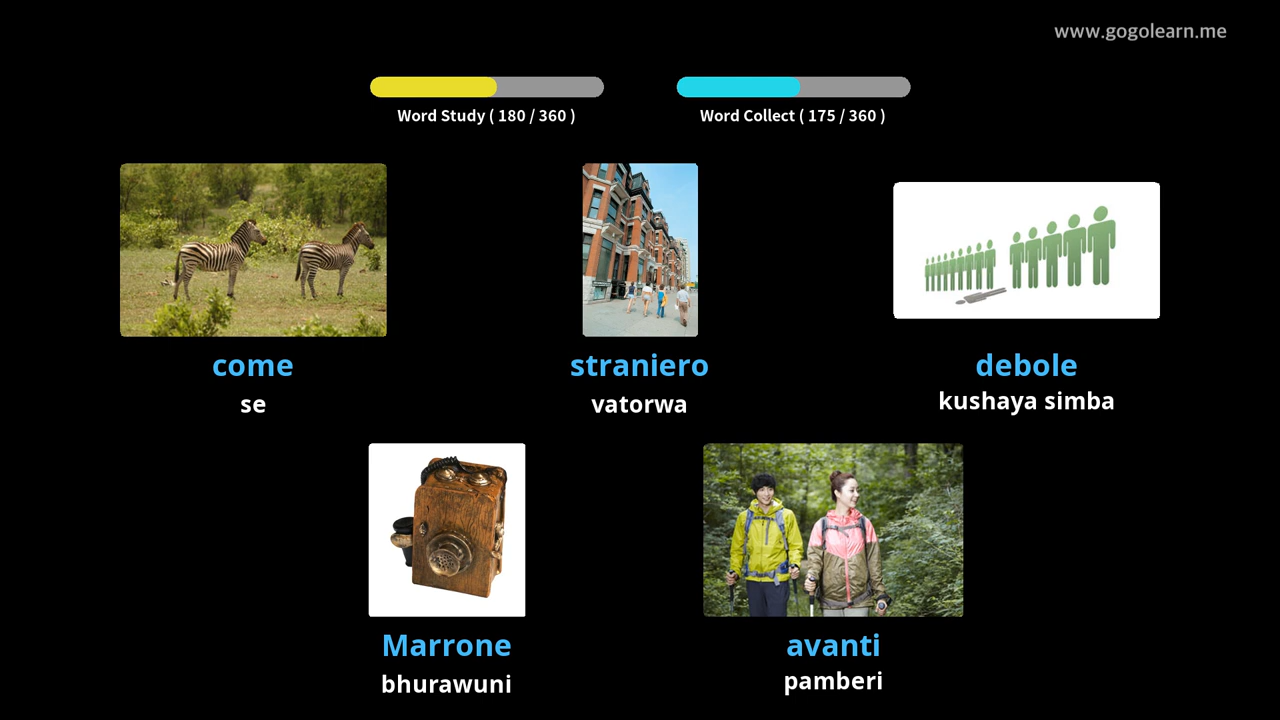 www.gogolearn.me
Word Study ( 180 / 360 )
Word Collect ( 175 / 360 )
come
se
straniero
vatorwa
debole
kushaya simba
Marrone
bhurawuni
avanti
pamberi